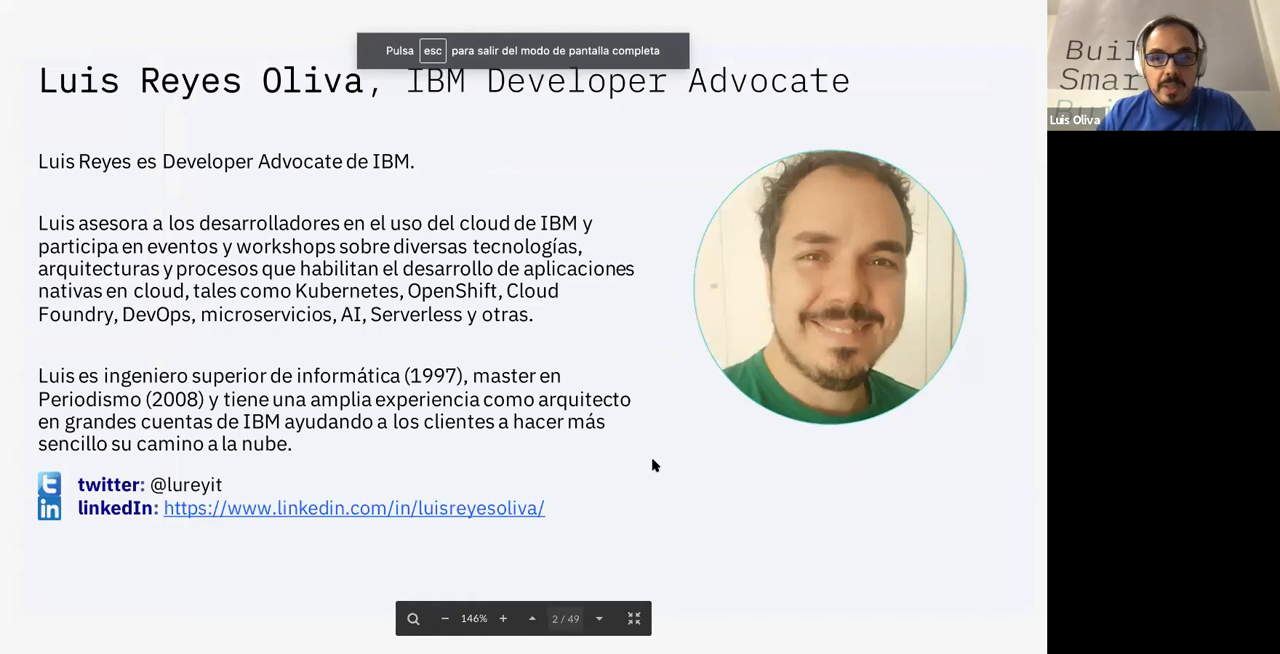 Pulsa esc para salir del modo de pantalla completa
Luis Reyes Oliva, IBM Developer Advocate
Luis Reyes es Developer Advocate de IBM.
Luis asesora a los desarrolladores en el uso del cloud de IBM y
participa en eventos y workshops sobre diversas tecnologías,
arquitecturas y procesos que habilitan el desarrollo de aplicaciones
nativas en cloud, tales como Kubernetes, OpenShift, Cloud
Foundry, DevOps, microservicios, AI, Serverless y otras.
Luis es ingeniero superior de informática (1997), master en
Periodismo (2008) y tiene una amplia experiencia como arquitecto
en grandes cuentas de IBM ayudando a los clientes a hacer más
sencillo su camino a la nube.
twitter: @lureyit
linkedIn: https://www.linkedin.com/in/luisreyesoliva/
146% 2 / 49
Buil
Smar
Luis Oliva